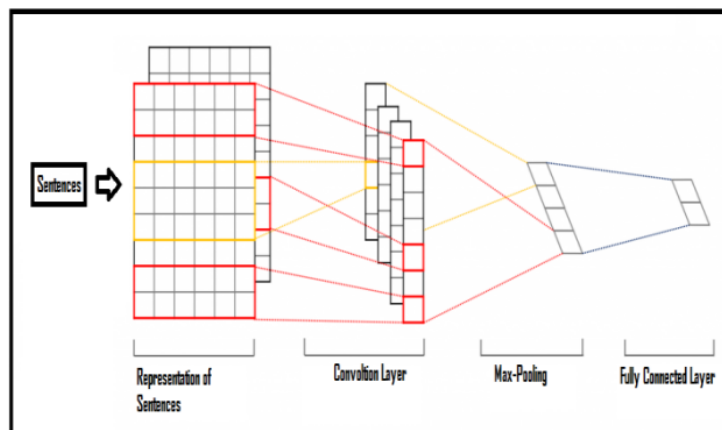 Sentences
Representation of
Sentences
Convoltion Layer
Max-Pooling
Fully Connected Layer